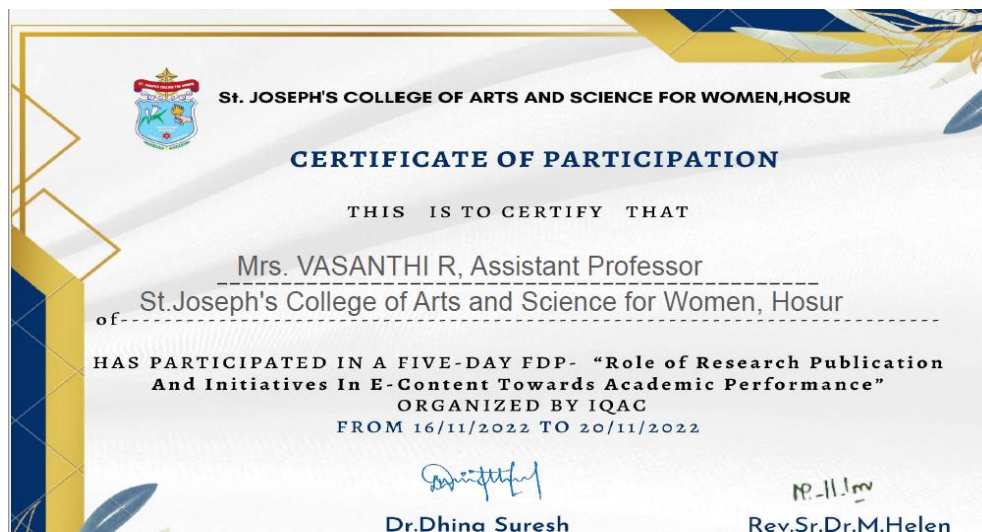 St. JOSEPH'S COLLEGE OF ARTS AND SCIENCE FOR WOMEN,HOSUR
CERTIFICATE OF PARTICIPATION
THIS IS TO CERTIFY THAT
Mrs. VASANTHI R, Assistant Professor
of St.Joseph's College of Arts and Science for Women, Hosur
HAS PARTICIPATED IN A FIVE-DAY FDP- “Role of Research Publication
And Initiatives In E-Content Towards Academic Performance”
ORGANIZED BY IQAC
FROM 16/11/2022 TO 20/11/2022
Dr.Dhina Suresh Rev.Sr.Dr.M.Helen